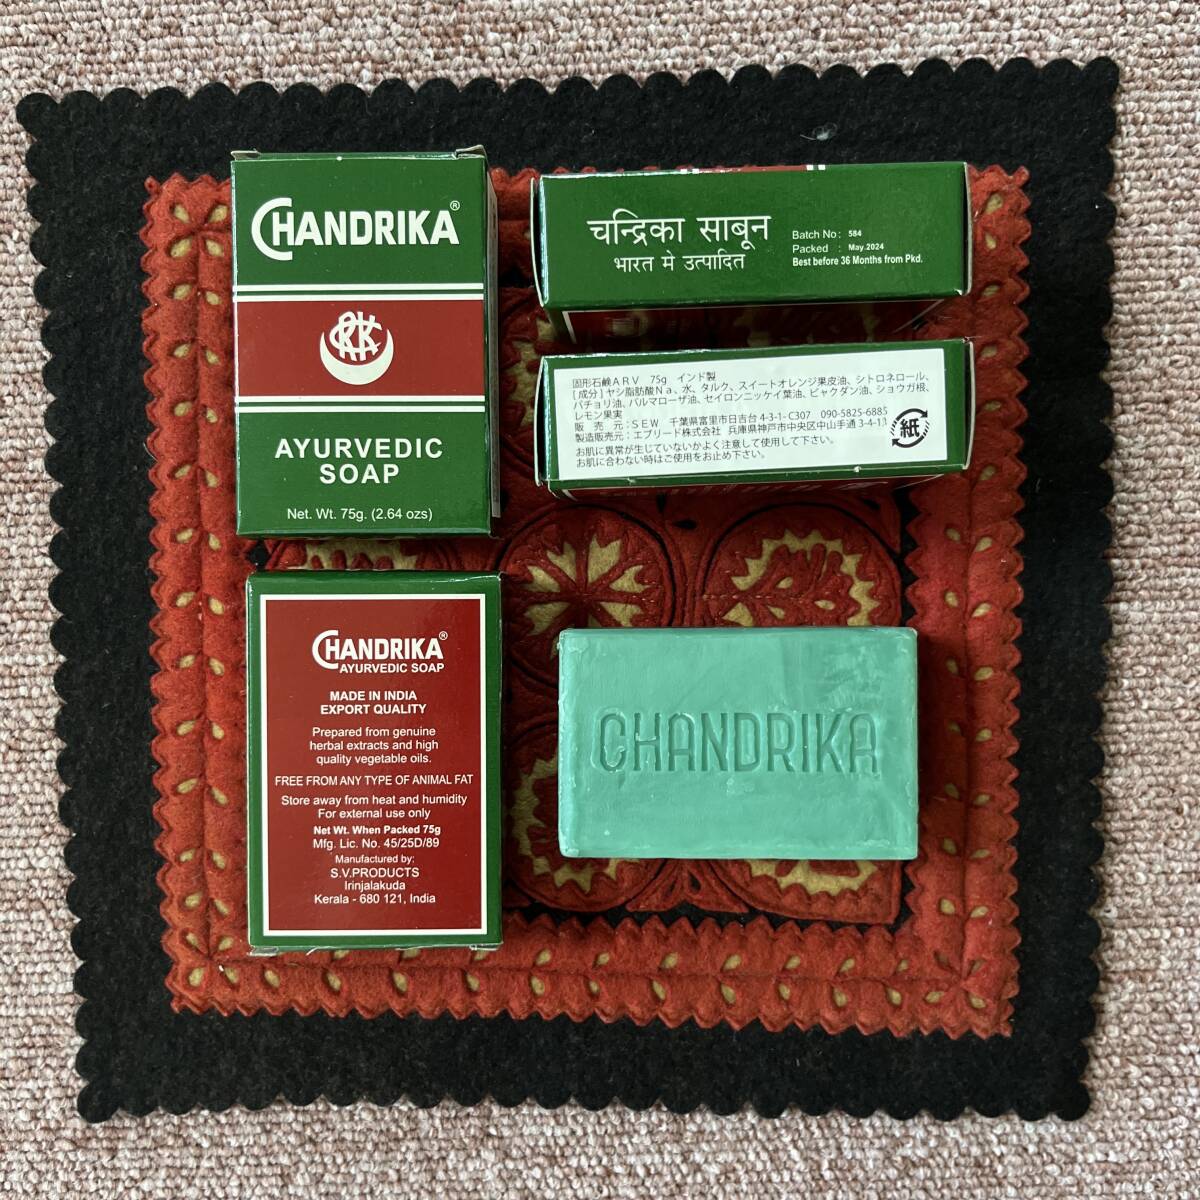 CHANDRIKA®
RK
AYURVEDIC
SOAP
Net. Wt. 75g. (2.64 ozs)
चन्द्रिका साबून
भारत मे उत्पादित
Batch No: 584
Packed : May.2024
Best before 36 Months from Pkd.
固形石鹸ARV 75g インド製
[成分]ヤシ脂肪酸Na、水、タルク、スイートオレンジ果皮油、シトロネロール、
パチョリ油、パルマローザ油、セイロンニッケイ葉油、ビャクダン油、ショウガ根、
レモン果実
販 売 元:SEW 千葉県富里市日吉台4-3-1-C307 090-5825-6885
製造販売元:エブリード株式会社 兵庫県神戸市中央区中山手通3-4-11
お肌に異常が生じていないかよく注意して使用して下さい。
お肌に合わない時はご使用をお止め下さい。
紙
CHANDRIKA®
AYURVEDIC SOAP
MADE IN INDIA
EXPORT QUALITY
Prepared from genuine
herbal extracts and high
quality vegetable oils.
FREE FROM ANY TYPE OF ANIMAL FAT
Store away from heat and humidity
For external use only
Net Wt. When Packed 75g
Mfg. Lic. No. 45/25D/89
Manufactured by:
S.V.PRODUCTS
Irinjalakuda
Kerala - 680 121, India
CHANDRIKA